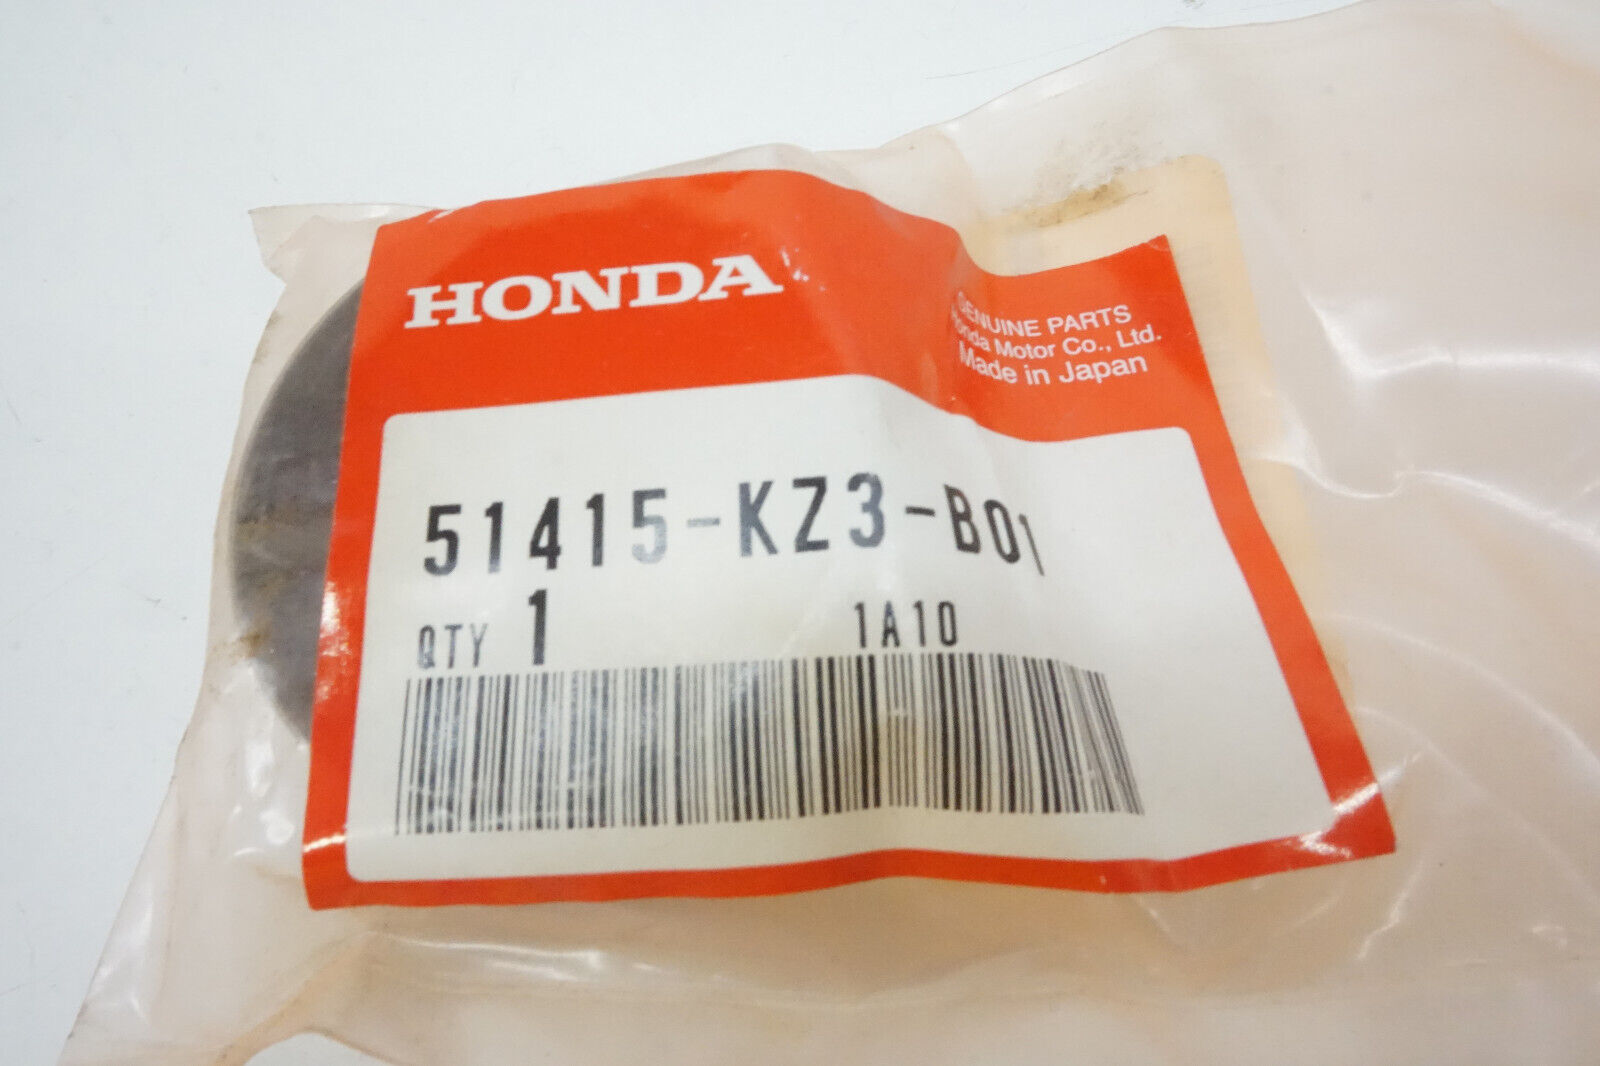 HONDA
GENUINE PARTS
Honda Motor Co., Ltd.
Made in Japan
51415-KZ3-B01
QTY 1 1A10